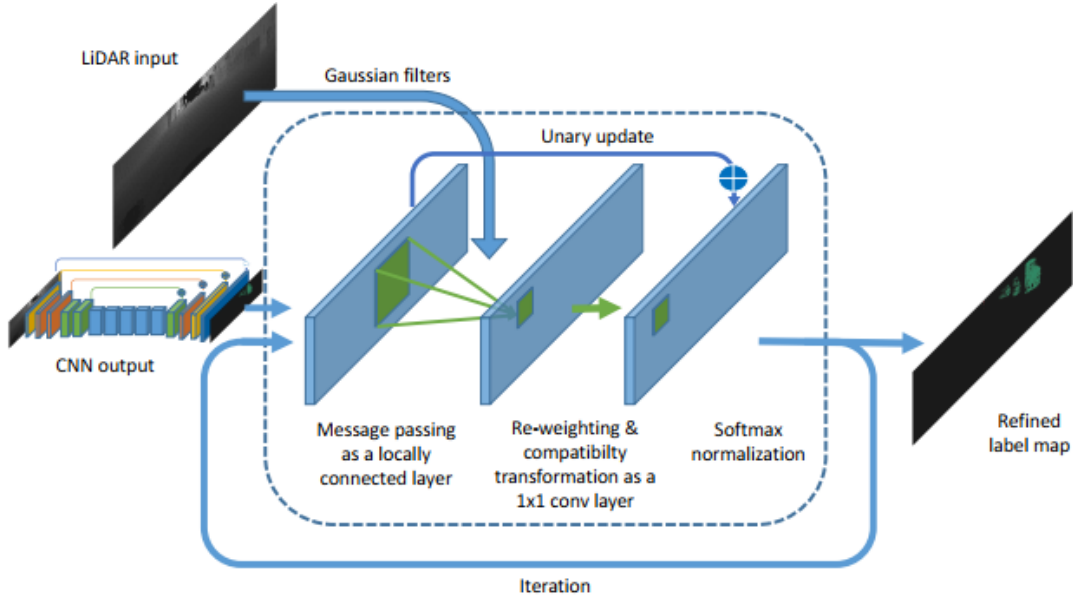 LiDAR input
Gaussian filters
Unary update
CNN output
Message passing
as a locally
connected layer
Re-weighting &
compatibilty
transformation as a
1x1 conv layer
Softmax
normalization
Refined
label map
Iteration